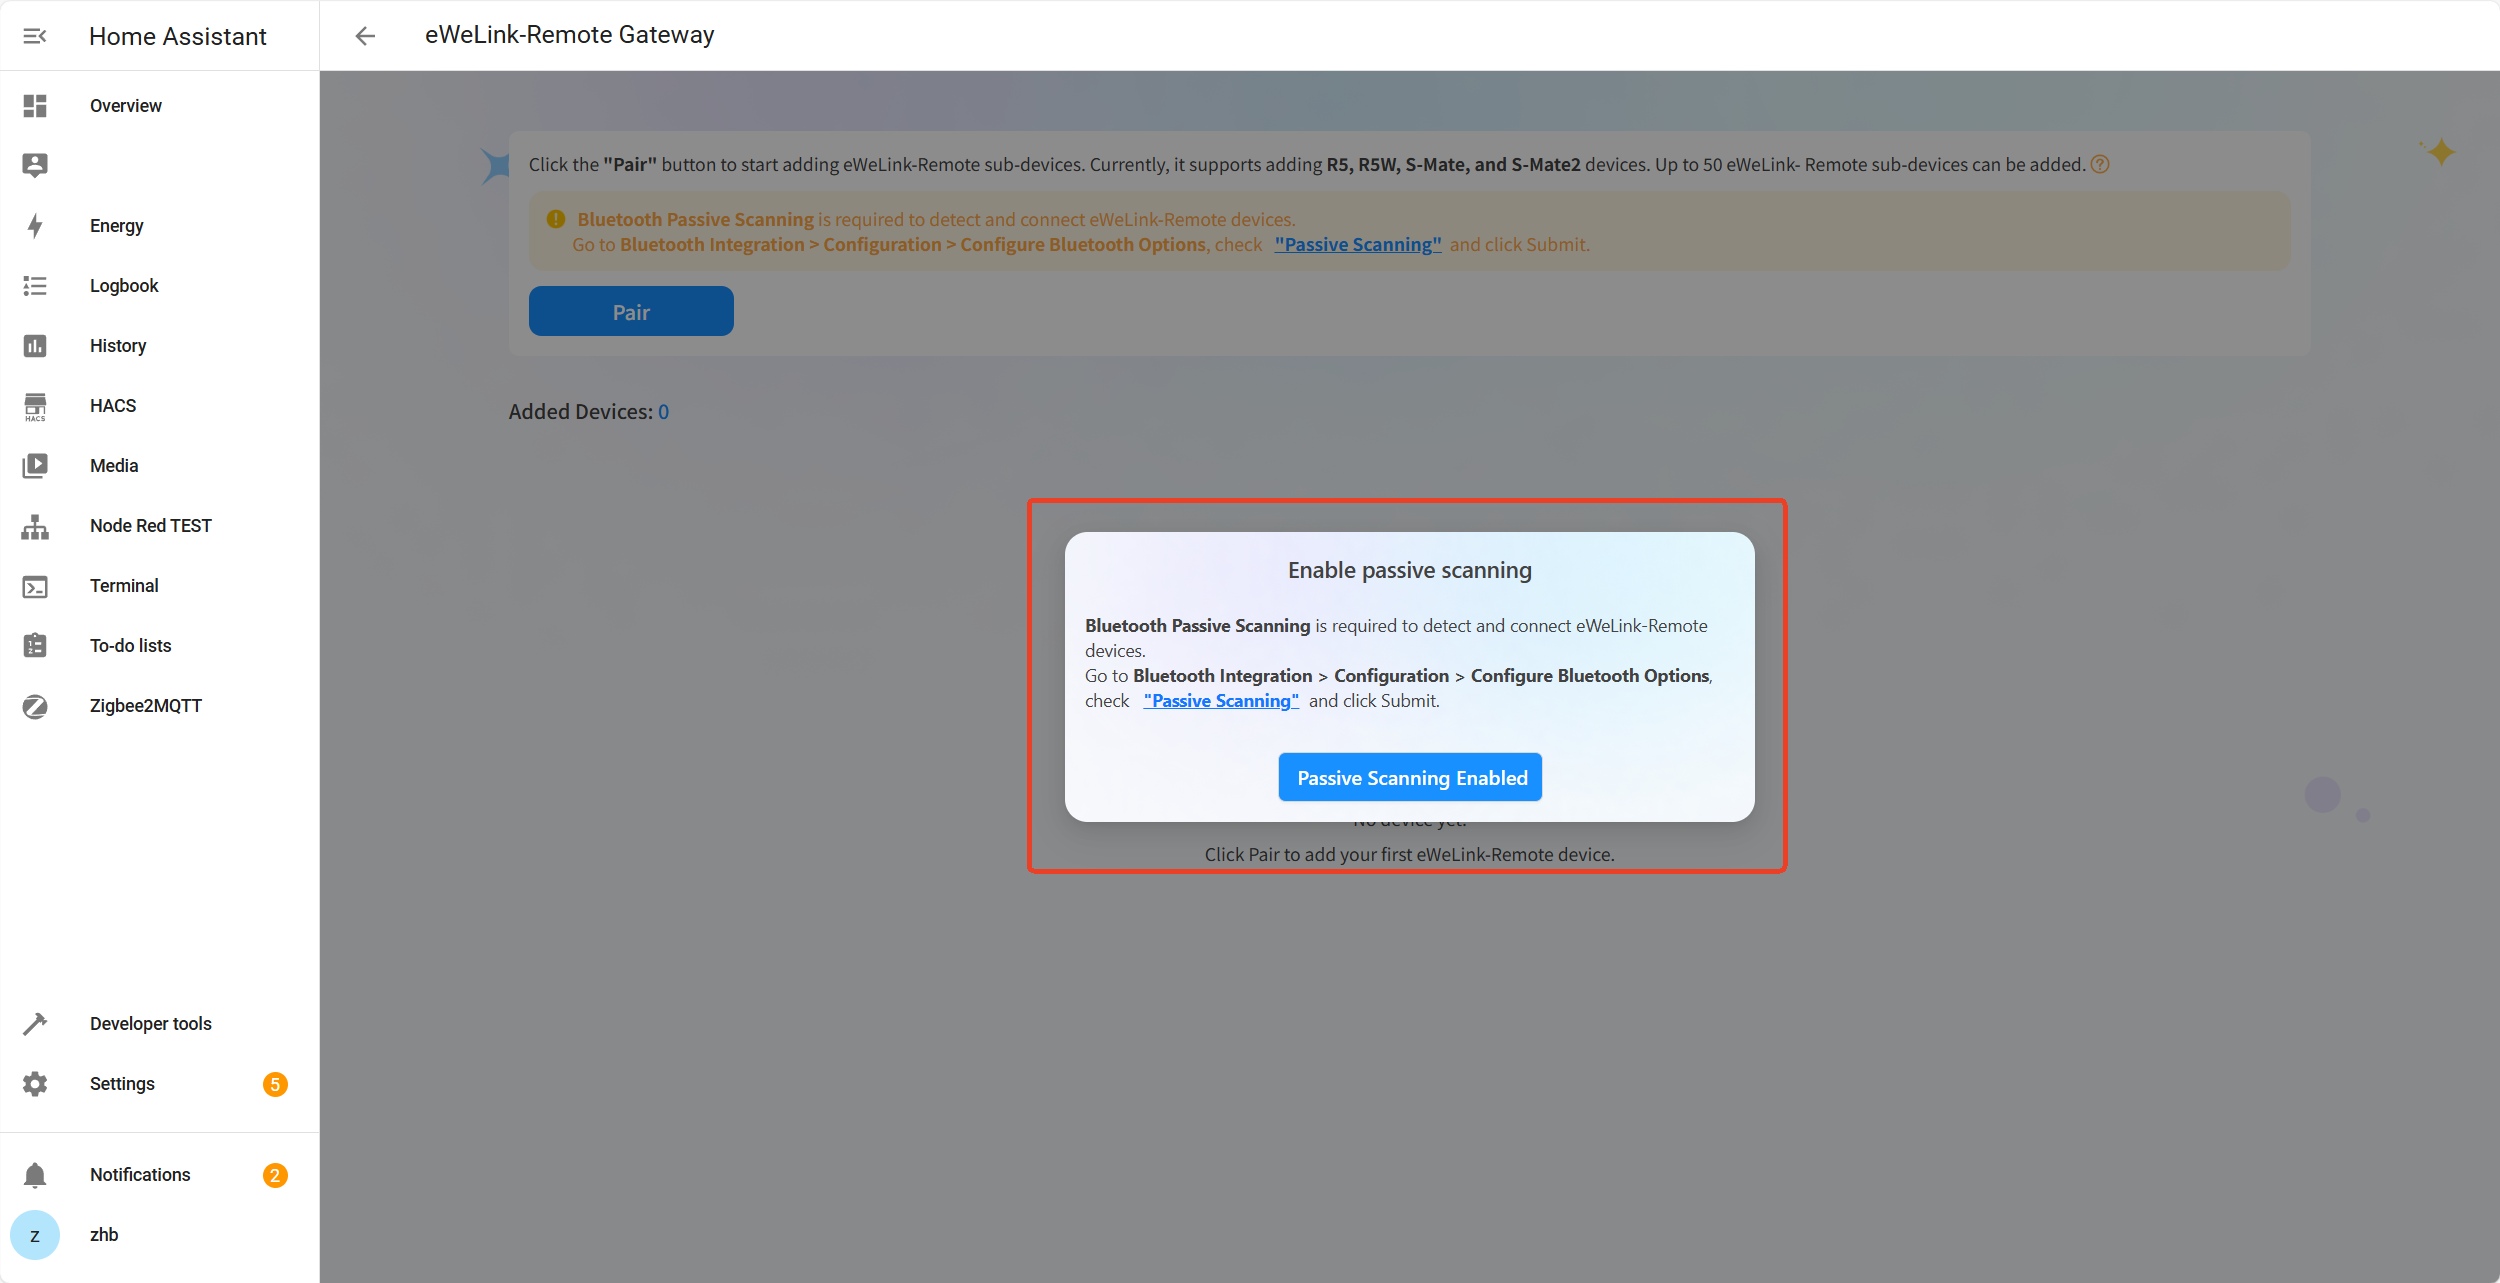 Home Assistant
eWeLink-Remote Gateway
Overview
Energy
Logbook
History
HACS
HACS
Media
Node Red TEST
Terminal
To-do lists
Zigbee2MQTT
Developer tools
Settings
5
Notifications
2
z
zhb
Click the "Pair" button to start adding eWeLink-Remote sub-devices. Currently, it supports adding R5, R5W, S-Mate, and S-Mate2 devices. Up to 50 eWeLink- Remote sub-devices can be added. ?
! Bluetooth Passive Scanning is required to detect and connect eWeLink-Remote devices.
Go to Bluetooth Integration > Configuration > Configure Bluetooth Options, check "Passive Scanning" and click Submit.
Pair
Added Devices: 0
Enable passive scanning
Bluetooth Passive Scanning is required to detect and connect eWeLink-Remote
devices.
Go to Bluetooth Integration > Configuration > Configure Bluetooth Options,
check "Passive Scanning" and click Submit.
Passive Scanning Enabled
No device yet.
Click Pair to add your first eWeLink-Remote device.